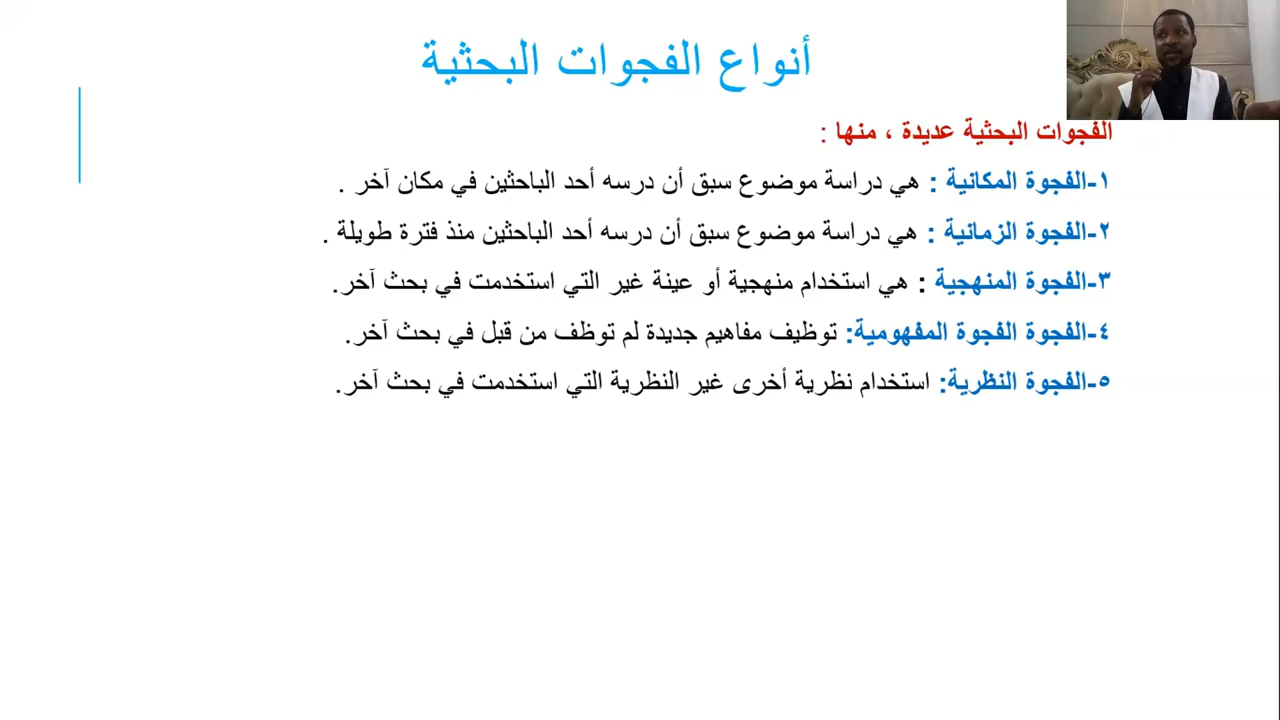 أنواع الفجوات البحثية
الفجوات البحثية عديدة ، منها :
١-الفجوة المكانية : هي دراسة موضوع سبق أن درسه أحد الباحثين في مكان آخر .
٢-الفجوة الزمانية : هي دراسة موضوع سبق أن درسه أحد الباحثين منذ فترة طويلة .
٣-الفجوة المنهجية : هي استخدام منهجية أو عينة غير التي استخدمت في بحث آخر.
٤-الفجوة الفجوة المفهومية: توظيف مفاهيم جديدة لم توظف من قبل في بحث آخر.
٥-الفجوة النظرية: استخدام نظرية أخرى غير النظرية التي استخدمت في بحث آخر.